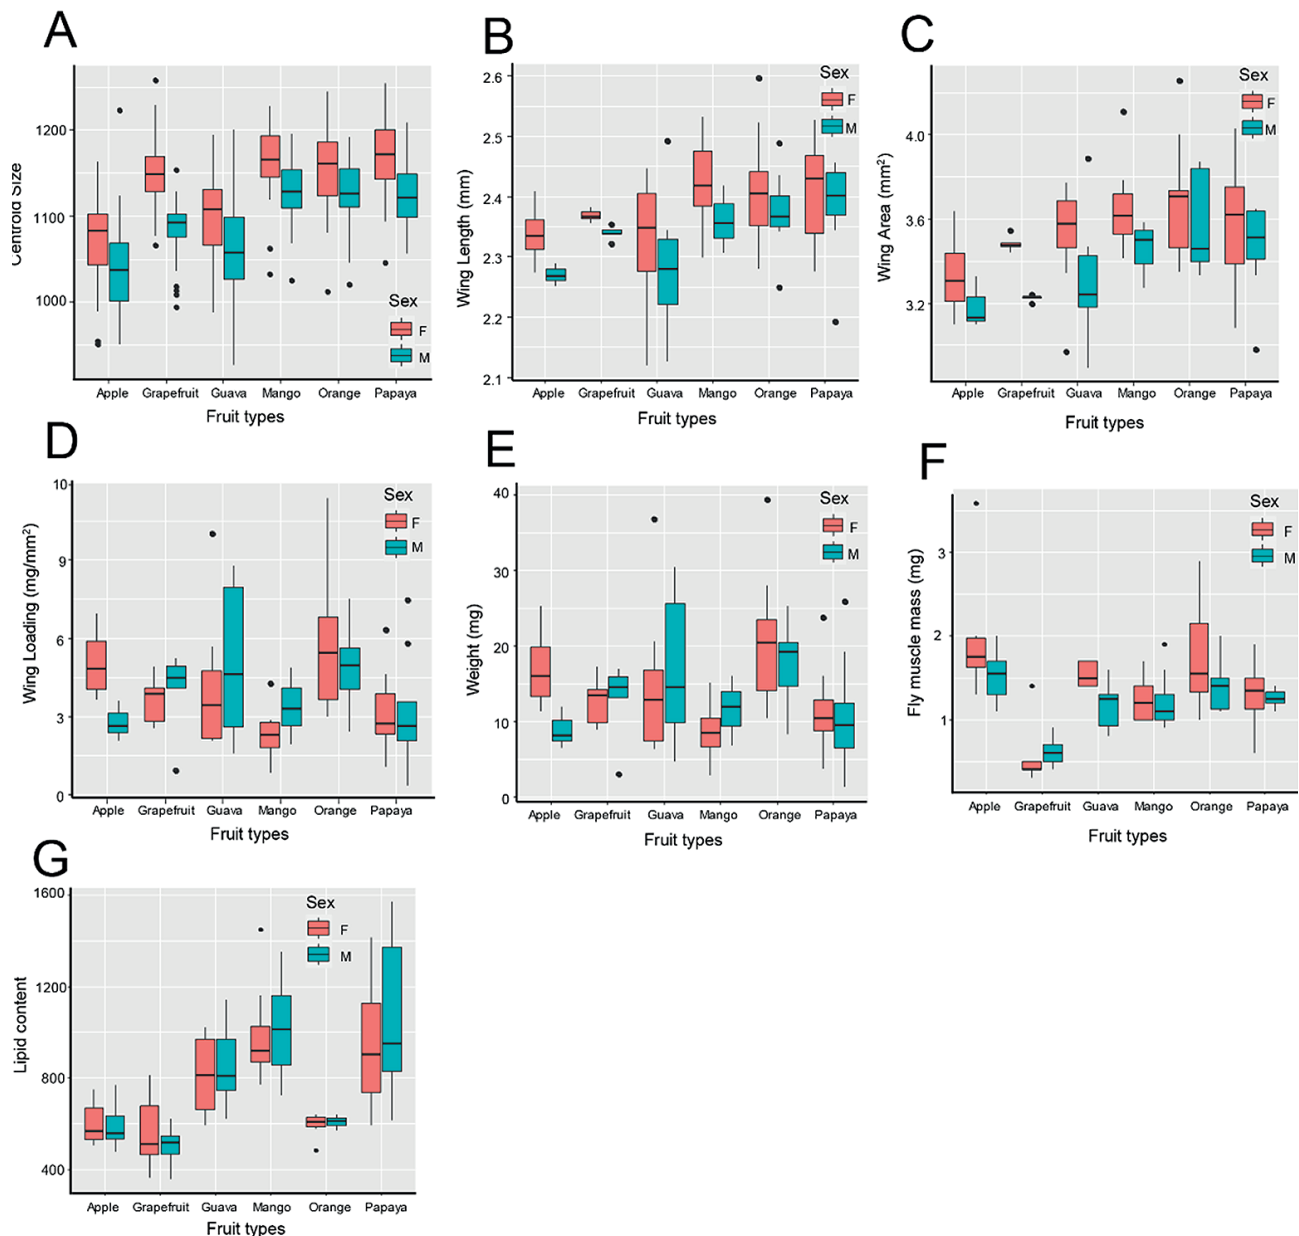 A
Centroid Size
1200
1100
1000
Sex
F
M
Apple Grapefruit Guava Mango Orange Papaya
Fruit types
B
Wing Length (mm)
2.6
2.5
2.4
2.3
2.2
2.1
Sex
F
M
Apple Grapefruit Guava Mango Orange Papaya
Fruit types
C
Wing Area (mm²)
4.0
3.6
3.2
Sex
F
M
Apple Grapefruit Guava Mango Orange Papaya
Fruit types
D
Wing Loading (mg/mm²)
10
9
6
3
0
Sex
F
M
Apple Grapefruit Guava Mango Orange Papaya
Fruit types
E
Weight (mg)
40
30
20
10
0
Sex
F
M
Apple Grapefruit Guava Mango Orange Papaya
Fruit types
F
Fly muscle mass (mg)
3
2
1
Sex
F
M
Apple Grapefruit Guava Mango Orange Papaya
Fruit types
G
Lipid content
1600
1200
800
400
Sex
F
M
Apple Grapefruit Guava Mango Orange Papaya
Fruit types